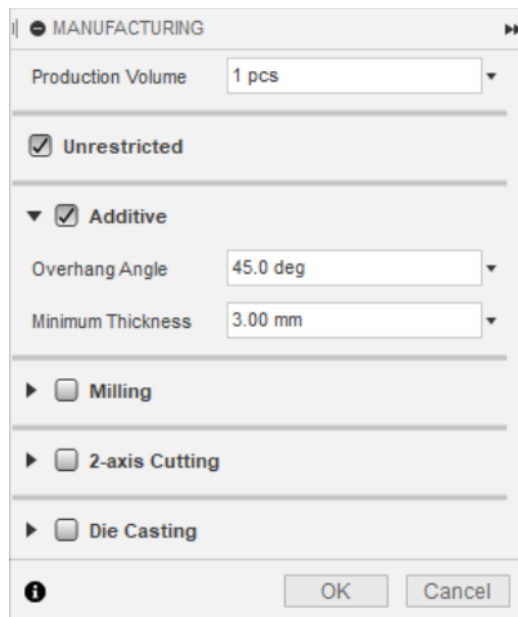 MANUFACTURING
Production Volume 1 pcs
Unrestricted
Additive
Overhang Angle 45.0 deg
Minimum Thickness 3.00 mm
Milling
2-axis Cutting
Die Casting
OK Cancel